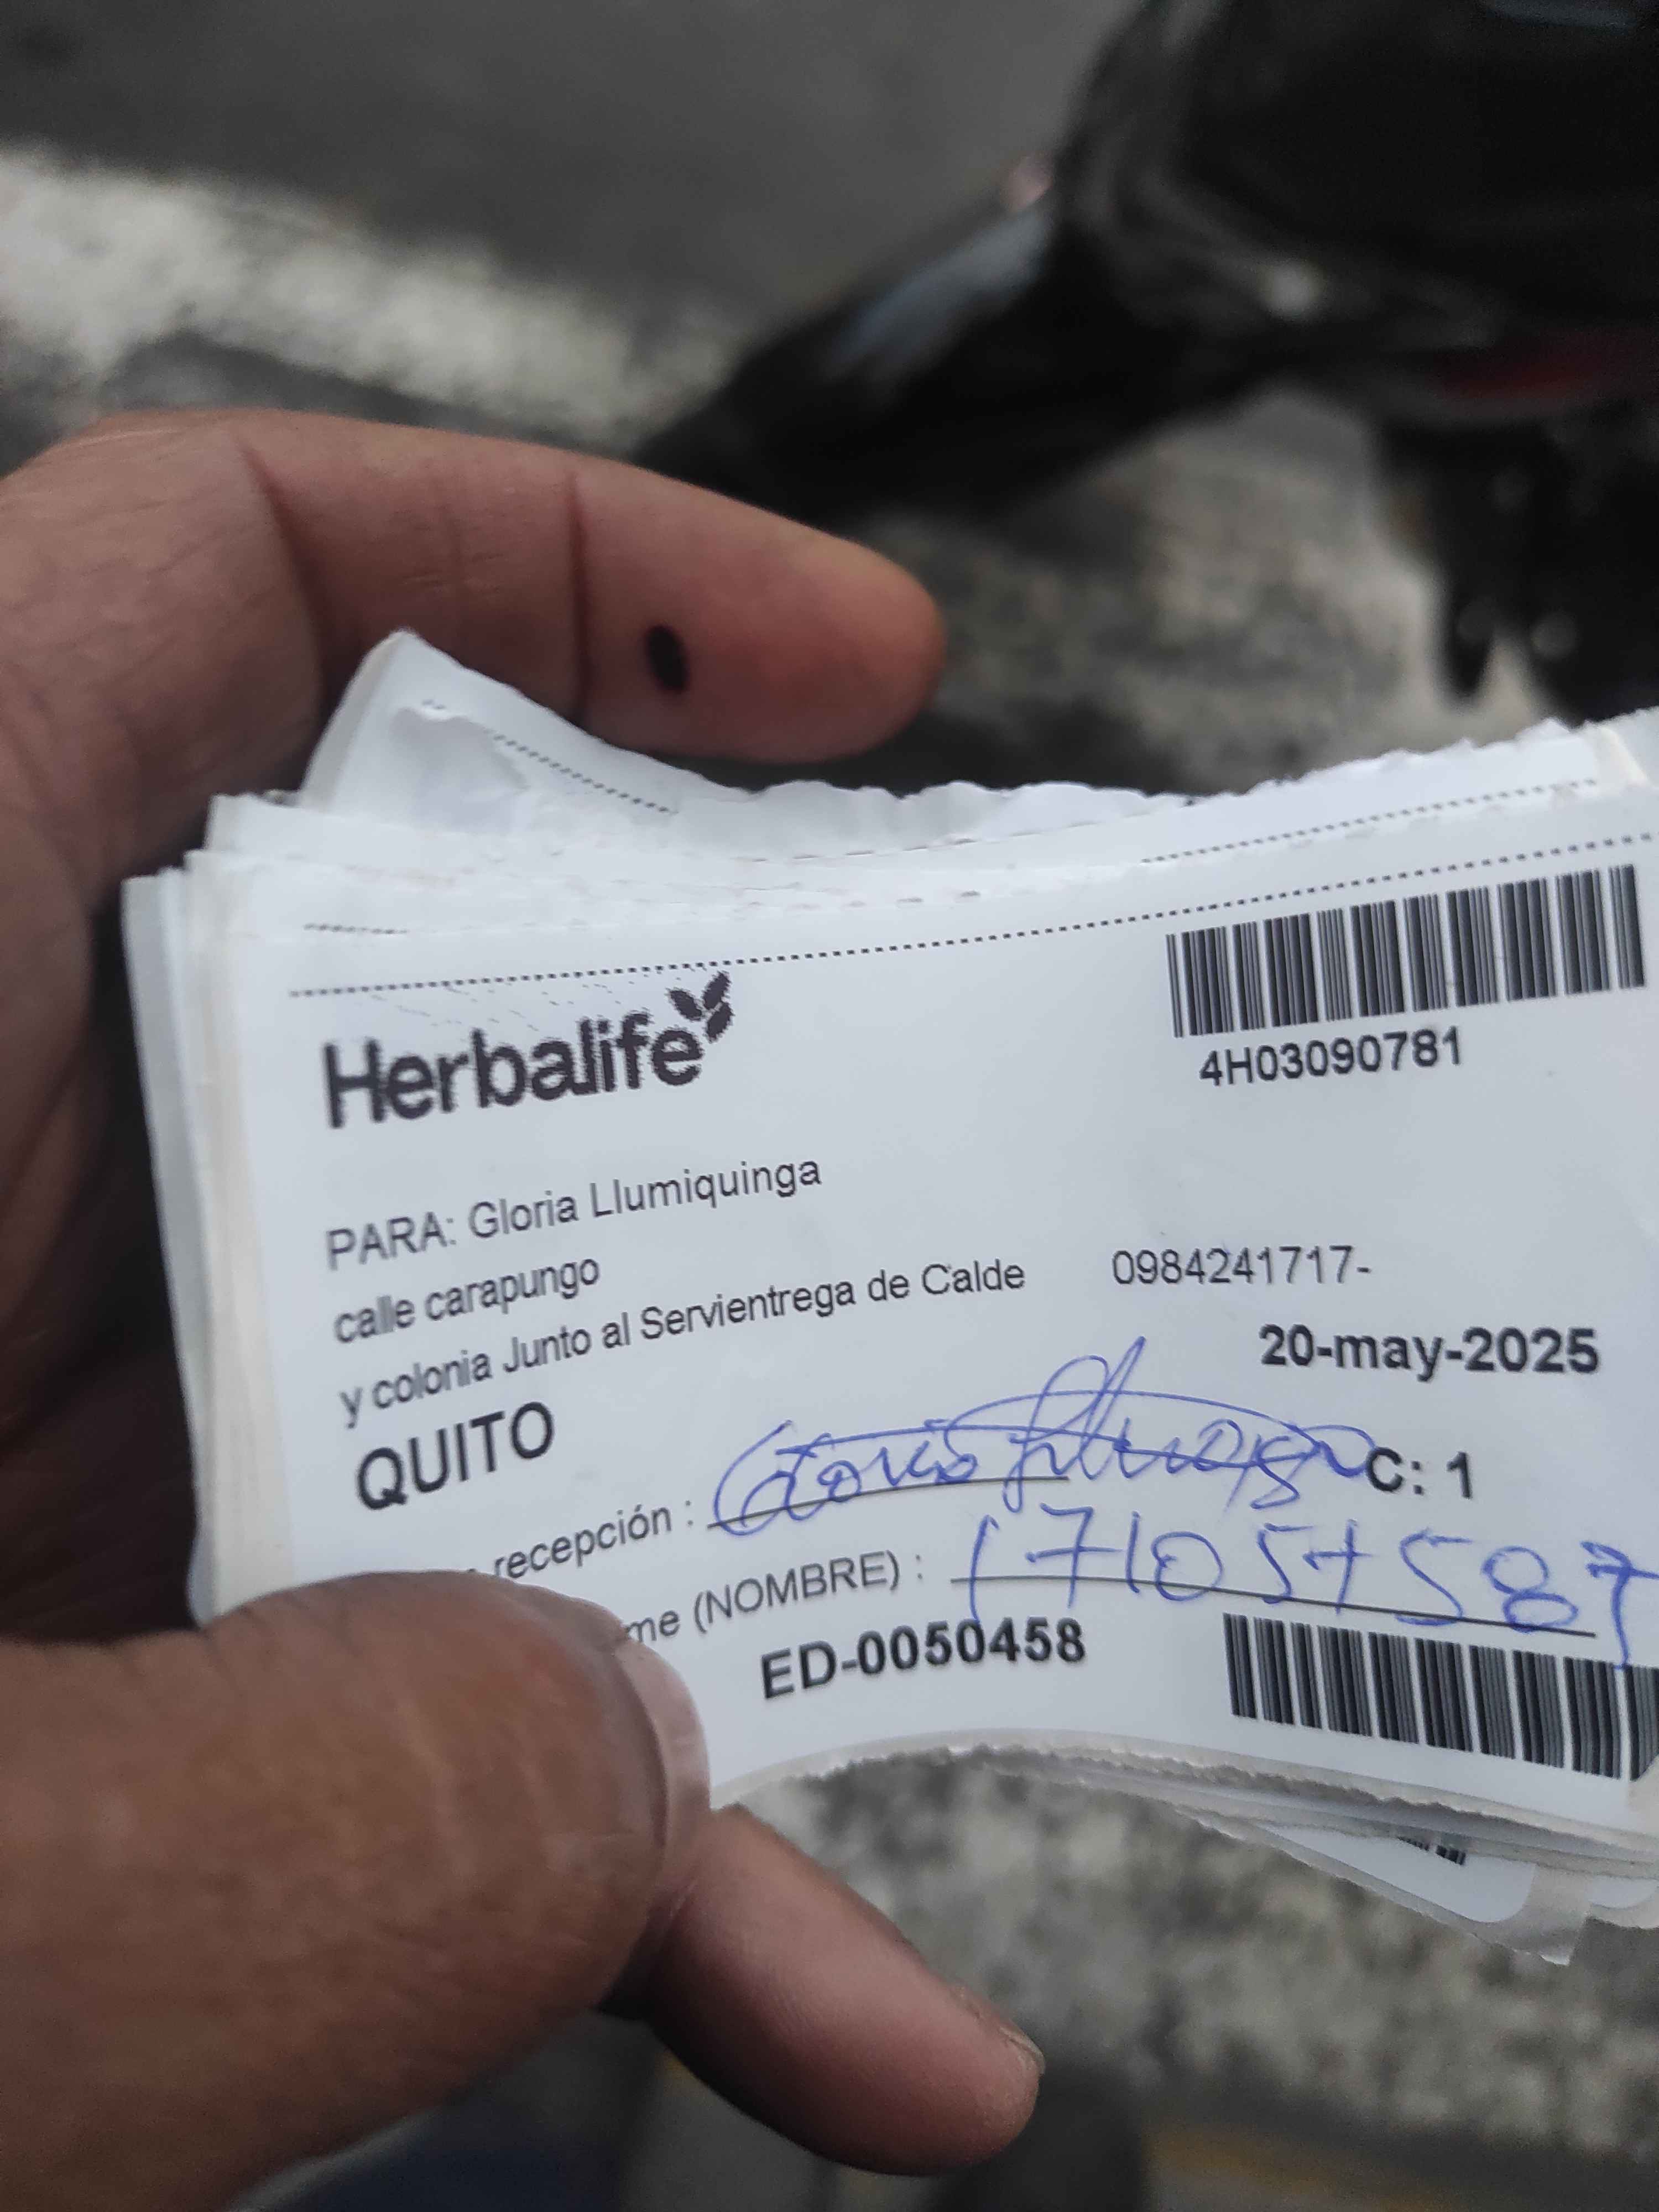 Herbalife
4H03090781
PARA: Gloria Llumiquinga
calle carapungo
y colonia Junto al Servientrega de Calde 0984241717-
20-may-2025
QUITO
C: 1
recepción : Gloria
me (NOMBRE) :
ED-0050458